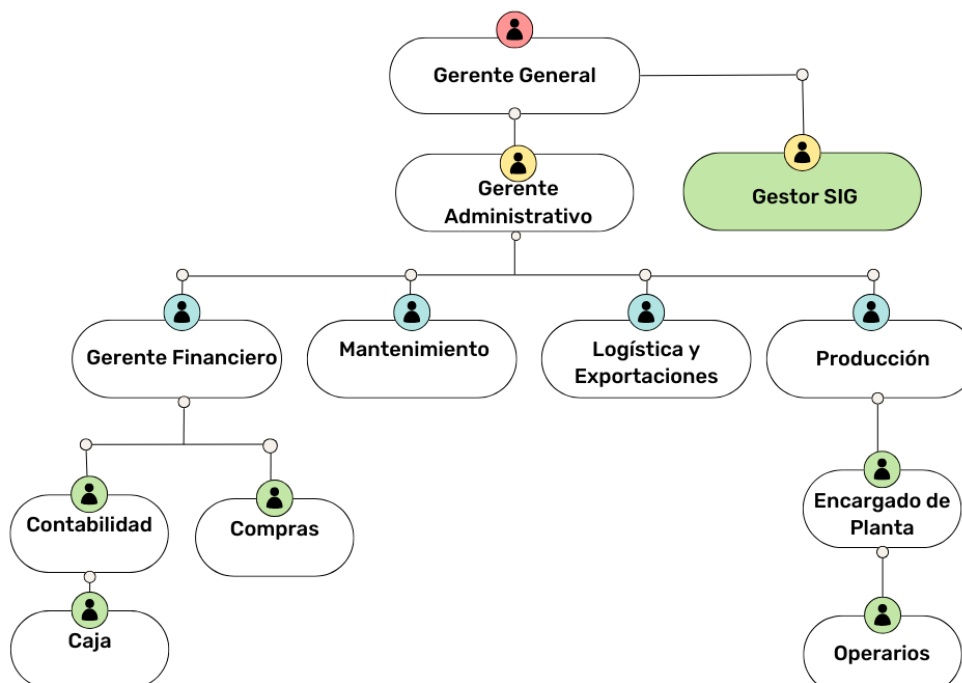 Gerente General
Gerente
Administrativo
Gestor SIG
Gerente Financiero
Mantenimiento
Logística y
Exportaciones
Producción
Contabilidad
Compras
Encargado de
Planta
Caja
Operarios